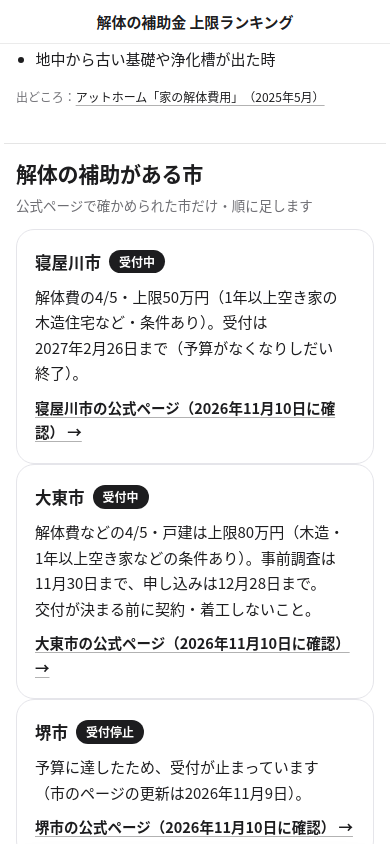 解体の補助金 上限ランキング
地中から古い基礎や浄化槽が出た時
出どころ：アットホーム「家の解体費用」（2025年5月）
解体の補助がある市
公式ページで確かめられた市だけ・順に足します
寝屋川市 受付中
解体費の4/5・上限50万円（1年以上空き家の
木造住宅など・条件あり）。受付は
2027年2月26日まで（予算がなくなりしだい
終了）。
寝屋川市の公式ページ（2026年11月10日に確
認） →
大東市 受付中
解体費などの4/5・戸建は上限80万円（木造・
1年以上空き家などの条件あり）。事前調査は
11月30日まで、申し込みは12月28日まで。
交付が決まる前に契約・着工しないこと。
大東市の公式ページ（2026年11月10日に確認）
→
堺市 受付停止
予算に達したため、受付が止まっています
（市のページの更新は2026年11月9日）。
堺市の公式ページ（2026年11月10日に確認） →